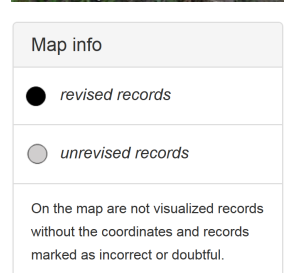 Map info
revised records
unrevised records
On the map are not visualized records
without the coordinates and records
marked as incorrect or doubtful.